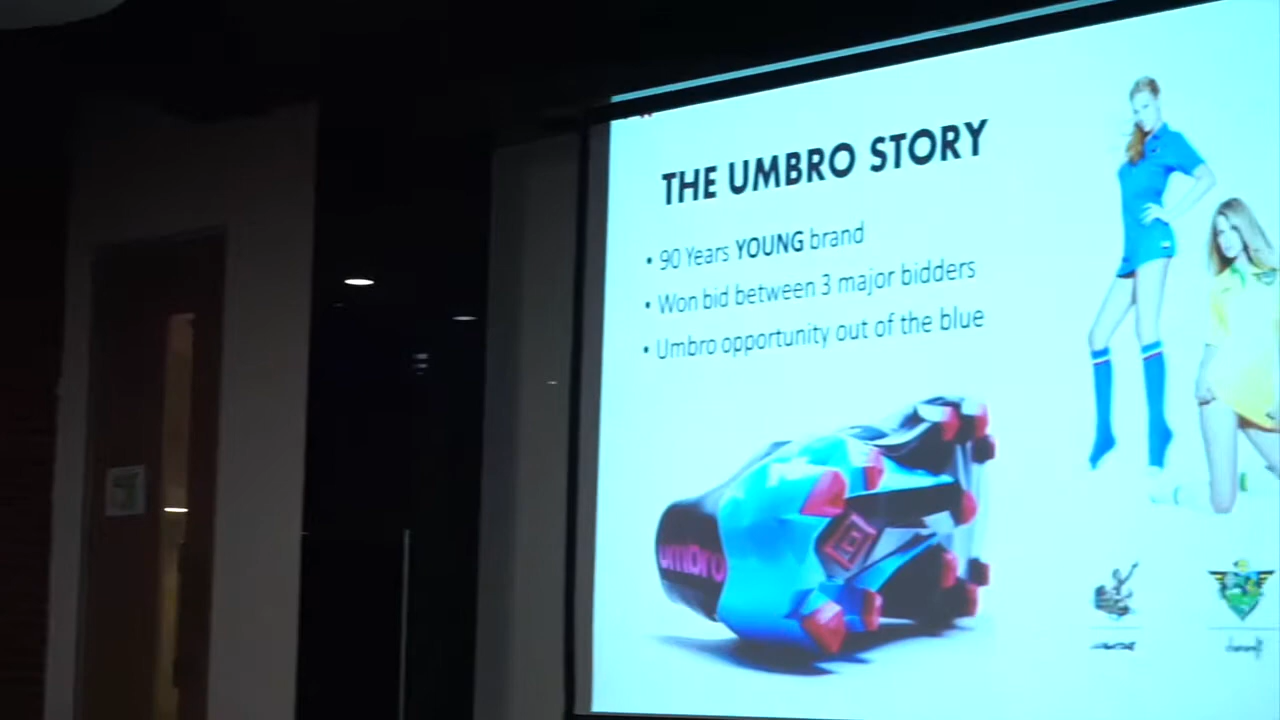 THE UMBRO STORY
• 90 Years YOUNG brand
• Won bid between 3 major bidders
• Umbro opportunity out of the blue
umbro